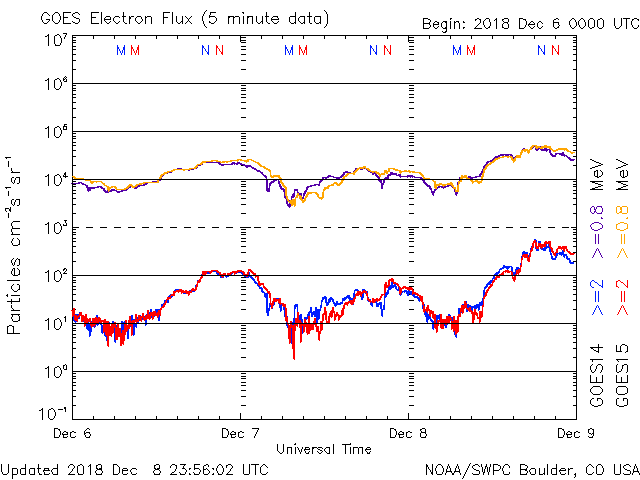 GOES Electron Flux (5 minute data)
Begin: 2018 Dec 6 0000 UTC
10^7
M M N N M M N N M M N N
10^6
10^5
10^4
10^3
10^2
10^1
10^0
10^-1
Particles cm^-2s^-1sr^-1
Dec 6 Dec 7 Dec 8 Dec 9
Universal Time
GOES14 >=2 >=0.8 MeV
GOES15 >=2 >=0.8 MeV
Updated 2018 Dec 8 23:56:02 UTC
NOAA/SWPC Boulder, CO USA